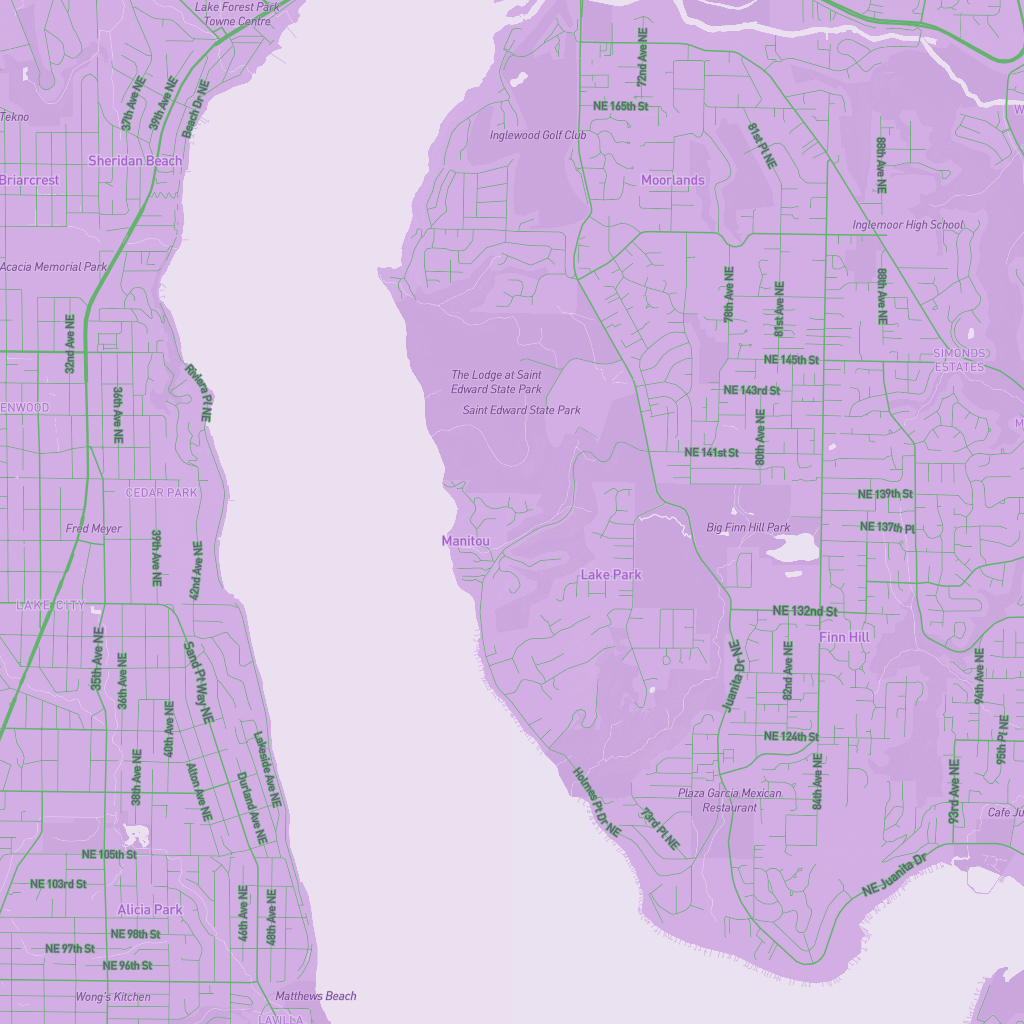 Lake Forest Park
Towne Centre
72nd Ave NE
37th Ave NE
39th Ave NE
Beach Dr NE
NE 165th St
Tekno
Inglewood Golf Club
81st Pl NE
88th Ave NE
Sheridan Beach
Briarcrest
Moorlands
Inglemoor High School
Acacia Memorial Park
78th Ave NE
81st Ave NE
88th Ave NE
32nd Ave NE
NE 145th St
SIMONDS
ESTATES
Riviera Pl NE
The Lodge at Saint
Edward State Park
NE 143rd St
36th Ave NE
ENWOOD
Saint Edward State Park
80th Ave NE
NE 141st St
CEDAR PARK
NE 139th St
Fred Meyer
Big Finn Hill Park
NE 137th Pl
Manitou
39th Ave NE
42nd Ave NE
Lake Park
LAKE CITY
NE 132nd St
Finn Hill
35th Ave NE
36th Ave NE
Sand Pt Way NE
Juanita Dr NE
82nd Ave NE
94th Ave NE
40th Ave NE
NE 124th St
95th Pl NE
Lakeside Ave NE
38th Ave NE
Alton Ave NE
Durland Ave NE
Holmes Pt Dr NE
84th Ave NE
93rd Ave NE
Plaza Garcia Mexican
Restaurant
73rd Pl NE
Cafe Ju
NE 105th St
NE Juanita Dr
NE 103rd St
Alicia Park
46th Ave NE
48th Ave NE
NE 98th St
NE 97th St
NE 96th St
Wong's Kitchen
Matthews Beach
LAVILLA